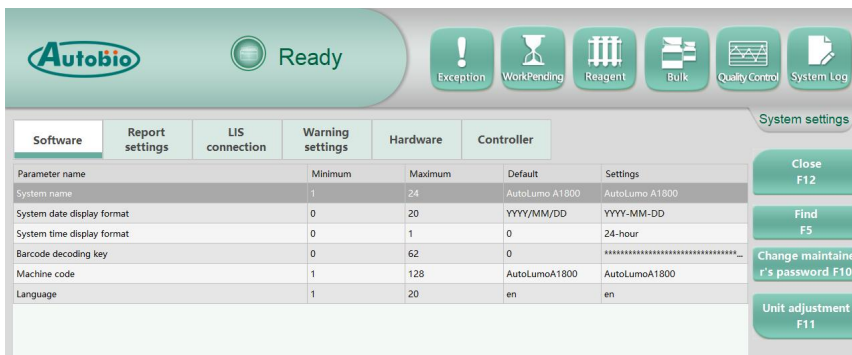 Autobio
Ready
Exception
WorkPending
Reagent
Bulk
Quality Control
System Log
System settings
Software
Report
settings
LIS
connection
Warning
settings
Hardware
Controller
Parameter name Minimum Maximum Default Settings
System name 1 24 AutoLumo A1800 AutoLumo A1800
System date display format 0 20 YYYY/MM/DD YYYY-MM-DD
System time display format 0 1 0 24-hour
Barcode decoding key 0 62 0 *********************************...
Machine code 1 128 AutoLumoA1800 AutoLumoA1800
Language 1 20 en en
Close
F12
Find
F5
Change maintaine
r's password F10
Unit adjustment
F11